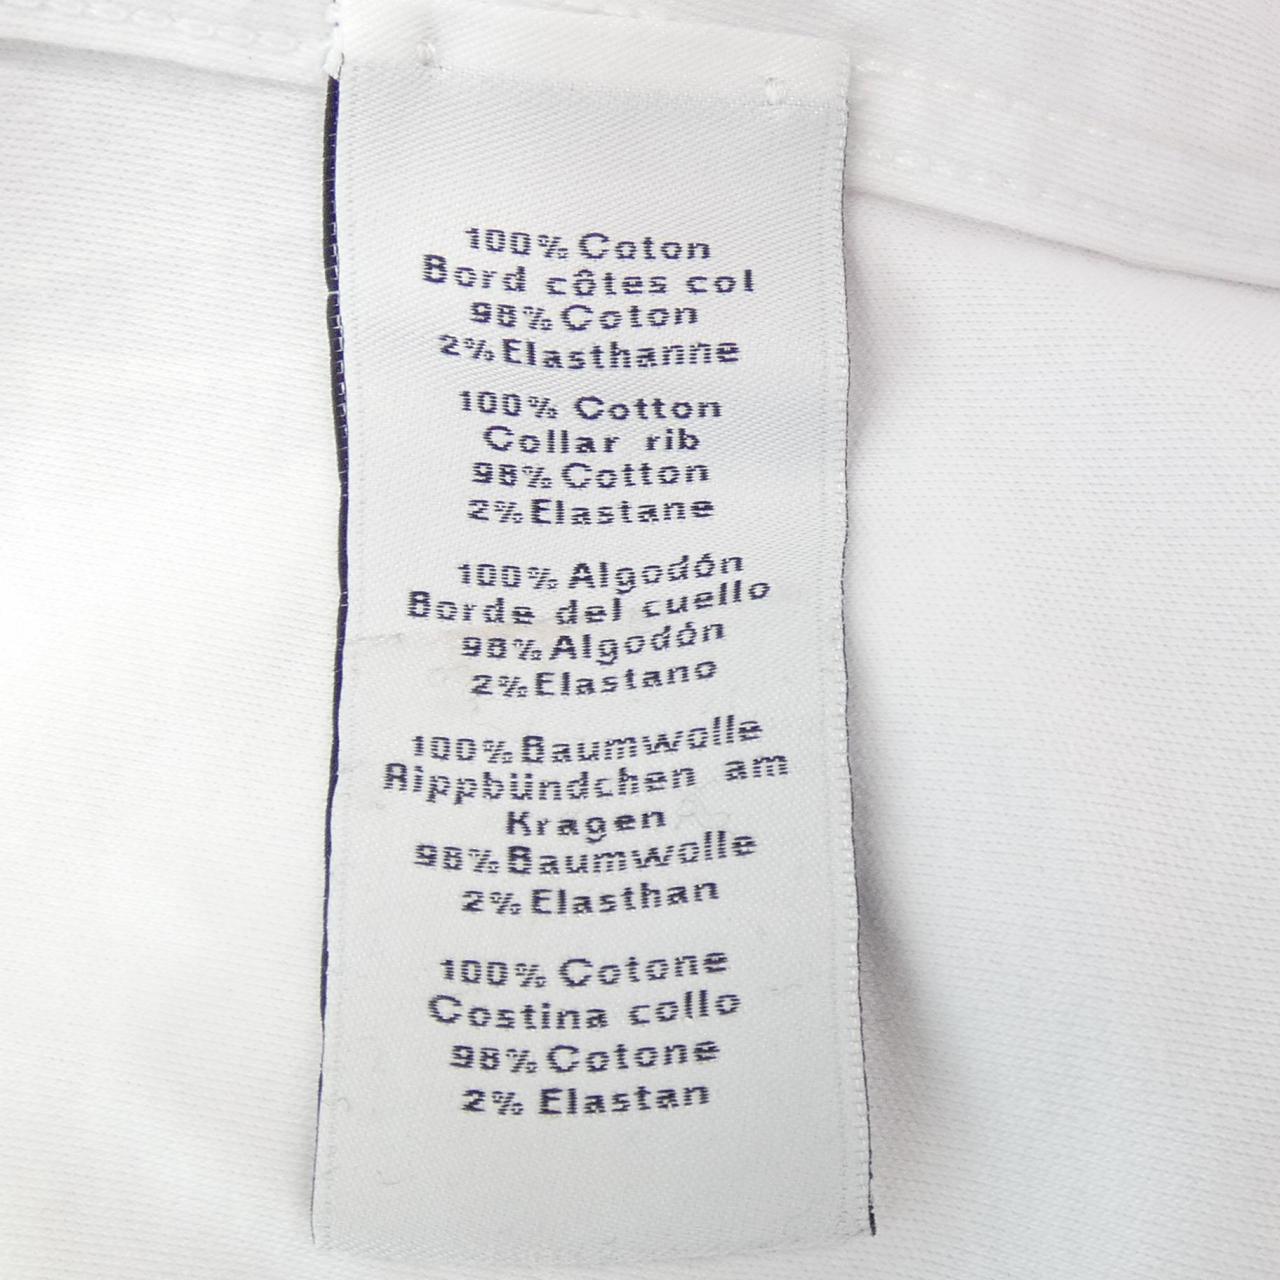 100% Coton
Bord côtes col
98% Coton
2% Elasthanne
100% Cotton
Collar rib
98% Cotton
2% Elastane
100% Algodón
Borde del cuello
98% Algodón
2% Elastano
100% Baumwolle
Rippbündchen am
Kragen
98% Baumwolle
2% Elasthan
100% Cotone
Costina collo
98% Cotone
2% Elastan